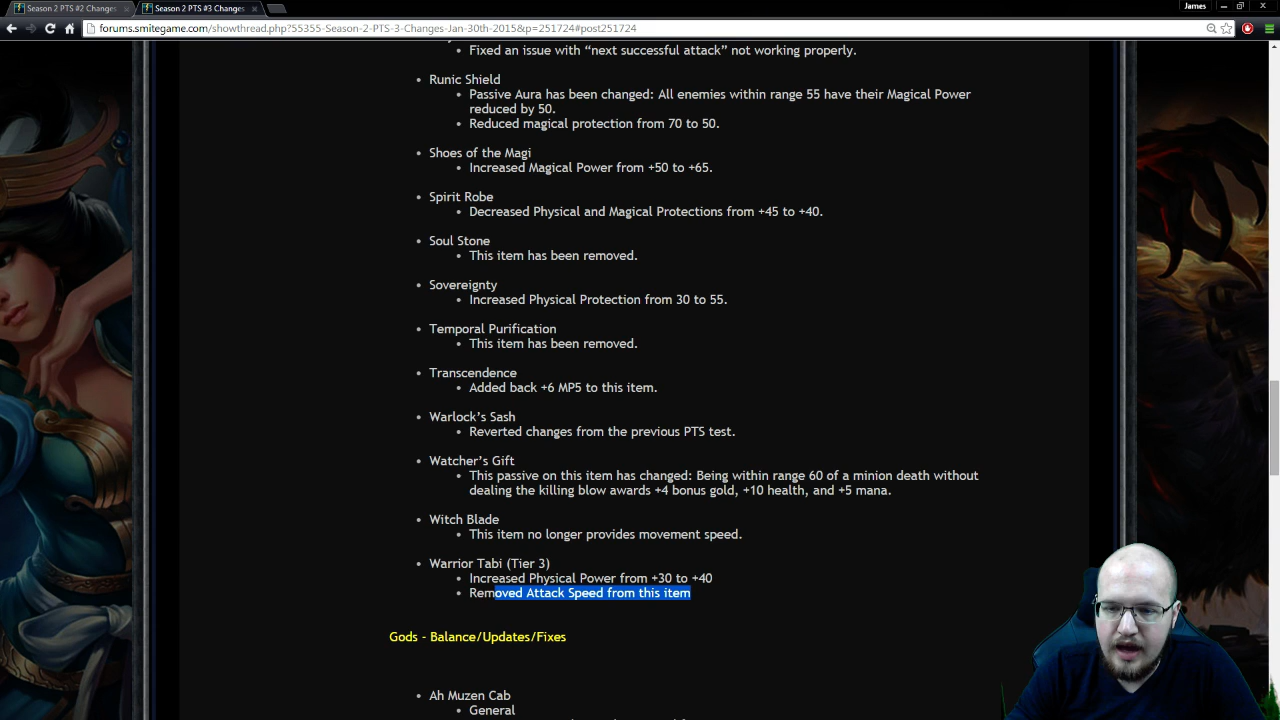 Season 2 PTS #2 Changes
Season 2 PTS #3 Changes
James
forums.smitegame.com/showthread.php?55355-Season-2-PTS-3-Changes-Jan-30th-2015&p=251724#post251724
• Fixed an issue with “next successful attack” not working properly.
• Runic Shield
• Passive Aura has been changed: All enemies within range 55 have their Magical Power
reduced by 50.
• Reduced magical protection from 70 to 50.
• Shoes of the Magi
• Increased Magical Power from +50 to +65.
• Spirit Robe
• Decreased Physical and Magical Protections from +45 to +40.
• Soul Stone
• This item has been removed.
• Sovereignty
• Increased Physical Protection from 30 to 55.
• Temporal Purification
• This item has been removed.
• Transcendence
• Added back +6 MP5 to this item.
• Warlock’s Sash
• Reverted changes from the previous PTS test.
• Watcher’s Gift
• This passive on this item has changed: Being within range 60 of a minion death without
dealing the killing blow awards +4 bonus gold, +10 health, and +5 mana.
• Witch Blade
• This item no longer provides movement speed.
• Warrior Tabi (Tier 3)
• Increased Physical Power from +30 to +40
• Removed Attack Speed from this item
Gods - Balance/Updates/Fixes
• Ah Muzen Cab
• General